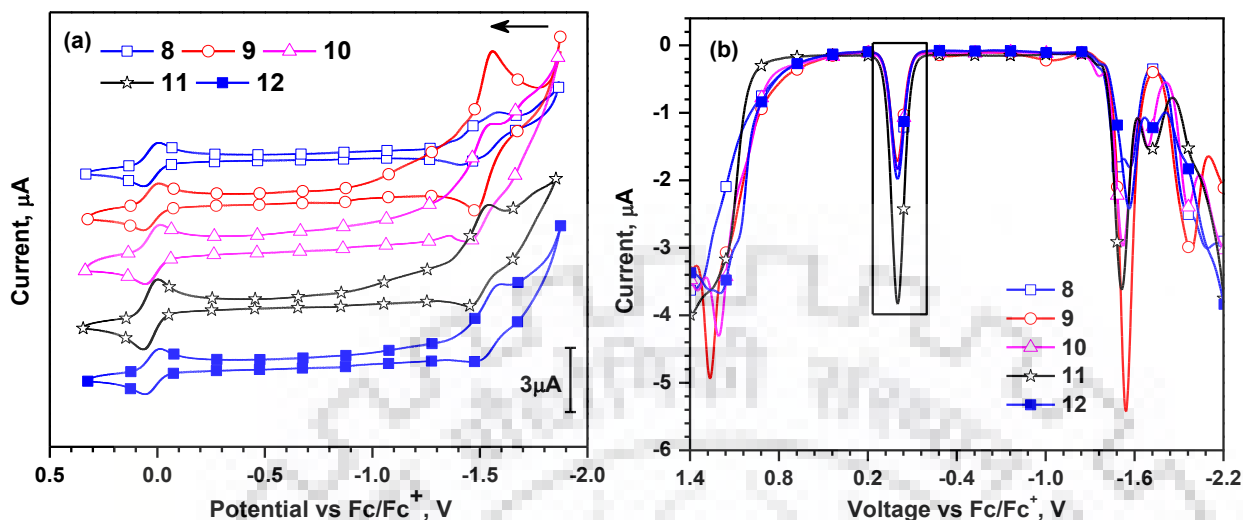 (a)
8 9 10
11 12
3μA
Current, μA
0.5 0.0 -0.5 -1.0 -1.5 -2.0
Potential vs Fc/Fc⁺, V
(b)
0
-1
-2
-3
-4
-5
-6
Current, μA
8
9
10
11
12
1.4 0.8 0.2 -0.4 -1.0 -1.6 -2.2
Voltage vs Fc/Fc⁺, V